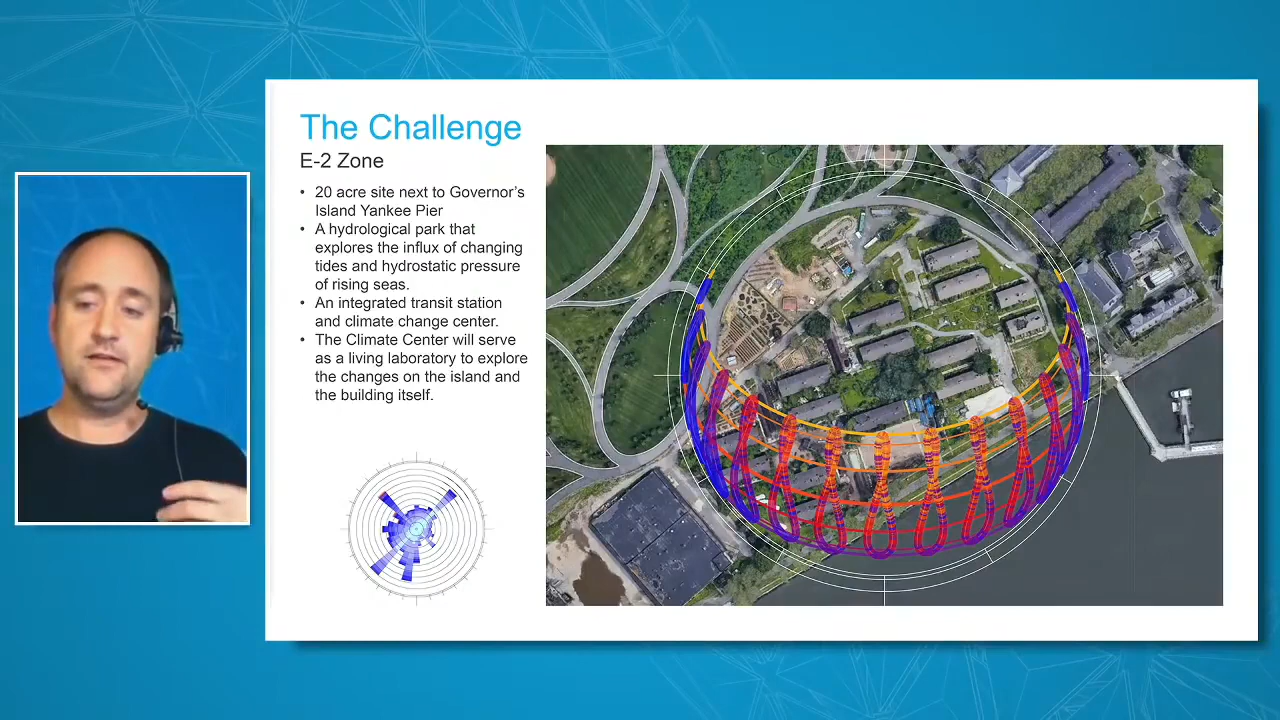 The Challenge
E-2 Zone
• 20 acre site next to Governor's
Island Yankee Pier
• A hydrological park that
explores the influx of changing
tides and hydrostatic pressure
of rising seas.
• An integrated transit station
and climate change center.
• The Climate Center will serve
as a living laboratory to explore
the changes on the island and
the building itself.